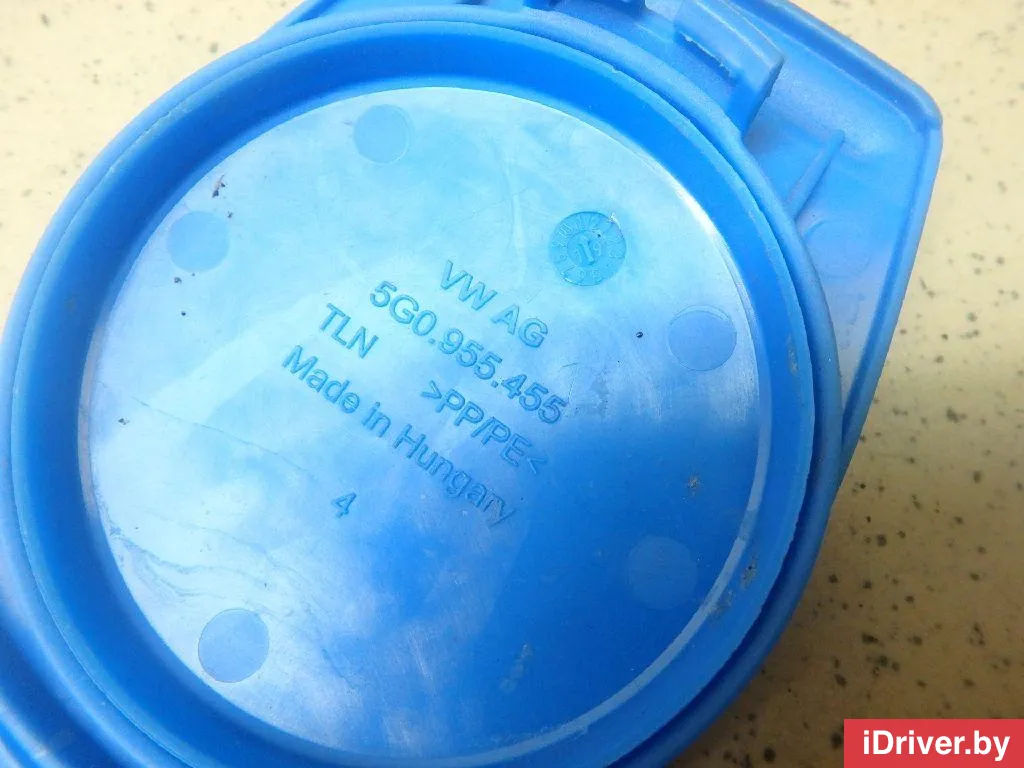 VW AG
5G0.955.455
TLN >PP/PE<
Made in Hungary
4
iDriver.by